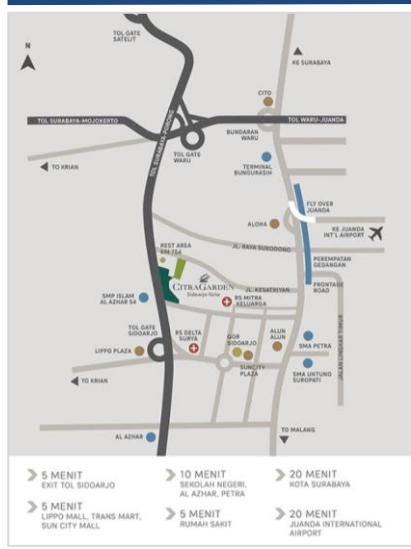 TOL GATE
SATELIT
N
KE SURABAYA
CITO
TOL SURABAYA-MOJOKERTO
TOL WARU-JUANDA
BUNDARAN
WARU
TOL SURABAYA-PORONG
TOL GATE
WARU
TERMINAL
BUNGURASIH
TO KRIAN
FLY OVER
JUANDA
ALOHA
KE JUANDA
INT'L AIRPORT
REST AREA
KM 754
JL. RAYA SUKODONO
PEREMPATAN
GEDANGAN
CITRAGARDEN
Sidoarjo Kota
JL. KESATRIYAN
FRONTAGE
ROAD
SMP ISLAM
AL AZHAR 54
RS MITRA
KELUARGA
JALAN LINGKAR TIMUR
TOL GATE
SIDOARJO
RS DELTA
SURYA
GOR
SIDOARJO
ALUN
ALUN
SMA PETRA
LIPPO PLAZA
SUNCITY
PLAZA
SMA UNTUNG
SUROPATI
TO KRIAN
AL AZHAR
TO MALANG
5 MENIT
EXIT TOL SIDOARJO
10 MENIT
SEKOLAH NEGERI,
AL AZHAR, PETRA
20 MENIT
KOTA SURABAYA
5 MENIT
LIPPO MALL, TRANS MART,
SUN CITY MALL
5 MENIT
RUMAH SAKIT
20 MENIT
JUANDA INTERNATIONAL
AIRPORT